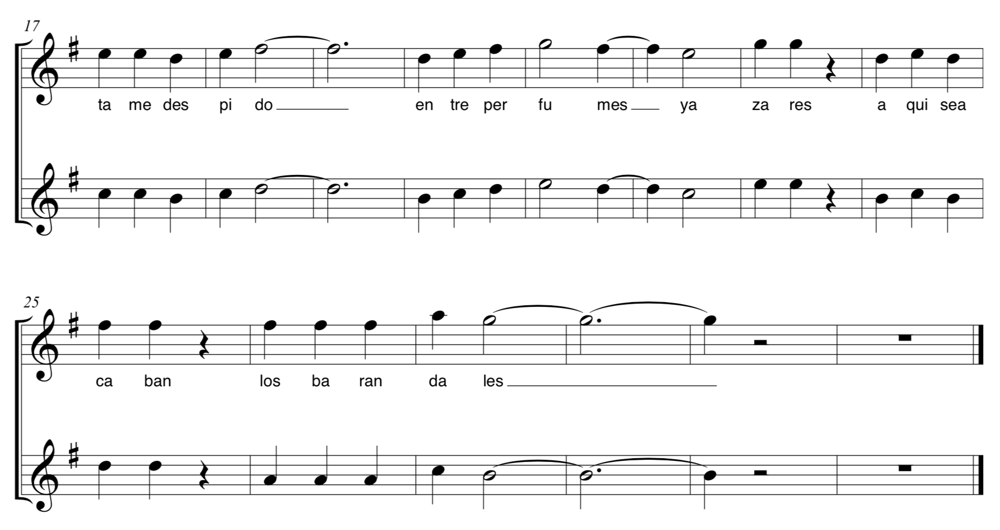 17
ta me des pi do en tre per fu mes ya za res a qui sea
25
ca ban los ba ran da les